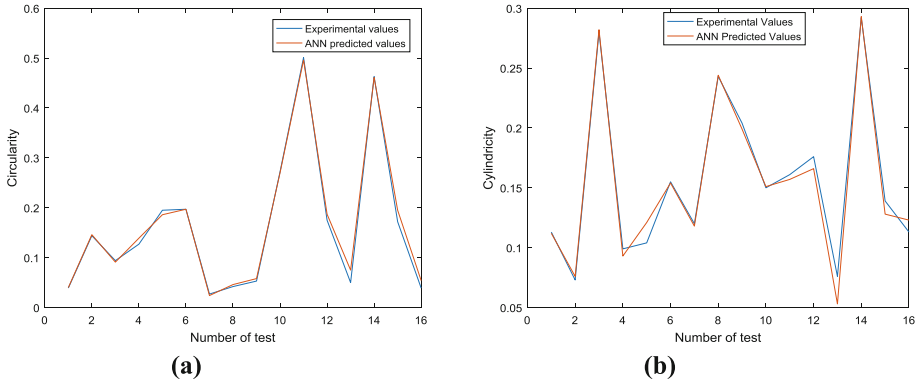 0.6
0.5
0.4
0.3
0.2
0.1
0
Circularity
Experimental values
ANN predicted values
0 2 4 6 8 10 12 14 16
Number of test
(a)
0.3
0.25
0.2
0.15
0.1
0.05
Cylindricity
Experimental Values
ANN Predicted Values
0 2 4 6 8 10 12 14 16
Number of test
(b)